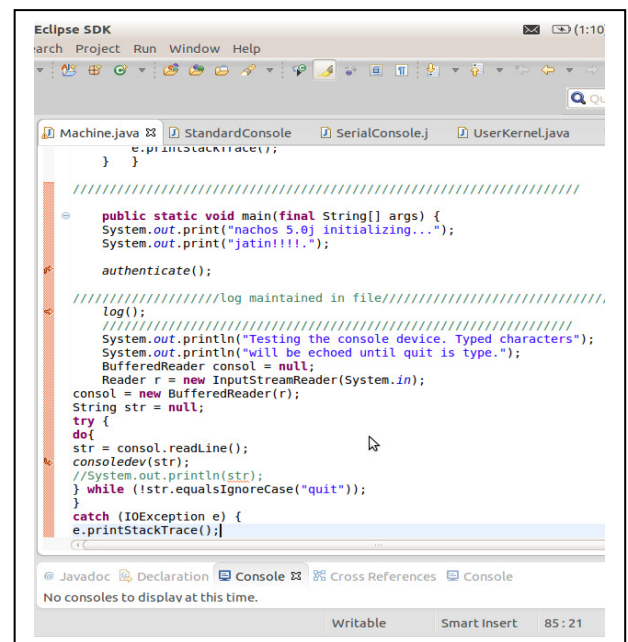 Eclipse SDK (1:10)
earch Project Run Window Help
Qu
Machine.java StandardConsole SerialConsole.j UserKernel.java
e.printStackTrace();
} }
/////////////////////////////////////////////////////////////////////
public static void main(final String[] args) {
System.out.print("nachos 5.0j initializing...");
System.out.print("jatin!!!!.");
authenticate();
////////////////////log maintained in file///////////////////////////////
log();
////////////////////////////////////////////////////////////////
System.out.println("Testing the console device. Typed characters");
System.out.println("will be echoed until quit is type.");
BufferedReader consol = null;
Reader r = new InputStreamReader(System.in);
consol = new BufferedReader(r);
String str = null;
try {
do{
str = consol.readLine();
consoledev(str);
//System.out.println(str);
} while (!str.equalsIgnoreCase("quit"));
}
catch (IOException e) {
e.printStackTrace();
@ Javadoc Declaration Console Cross References Console
No consoles to display at this time.
Writable Smart Insert 85:21